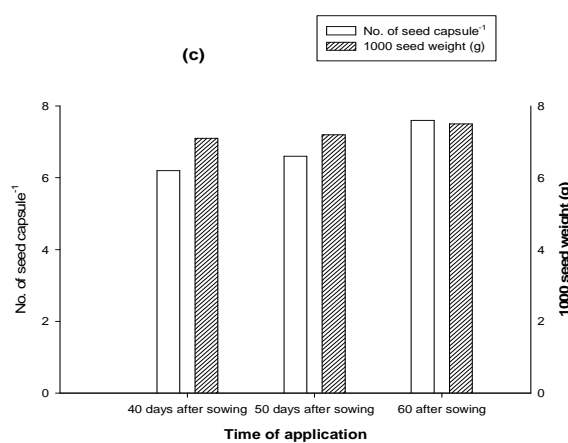 No. of seed capsule⁻¹
1000 seed weight (g)
(c)
No. of seed capsule⁻¹
8
6
4
2
0
8
6
4
2
0
1000 seed weight (g)
40 days after sowing 50 days after sowing 60 after sowing
Time of application